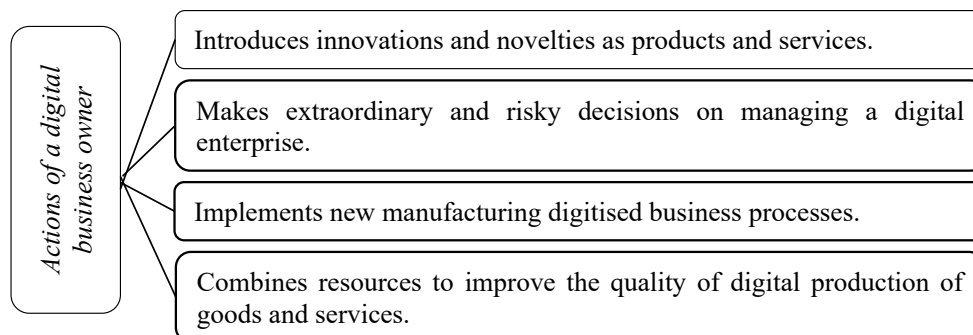 Actions of a digital
business owner
Introduces innovations and novelties as products and services.
Makes extraordinary and risky decisions on managing a digital
enterprise.
Implements new manufacturing digitised business processes.
Combines resources to improve the quality of digital production of
goods and services.